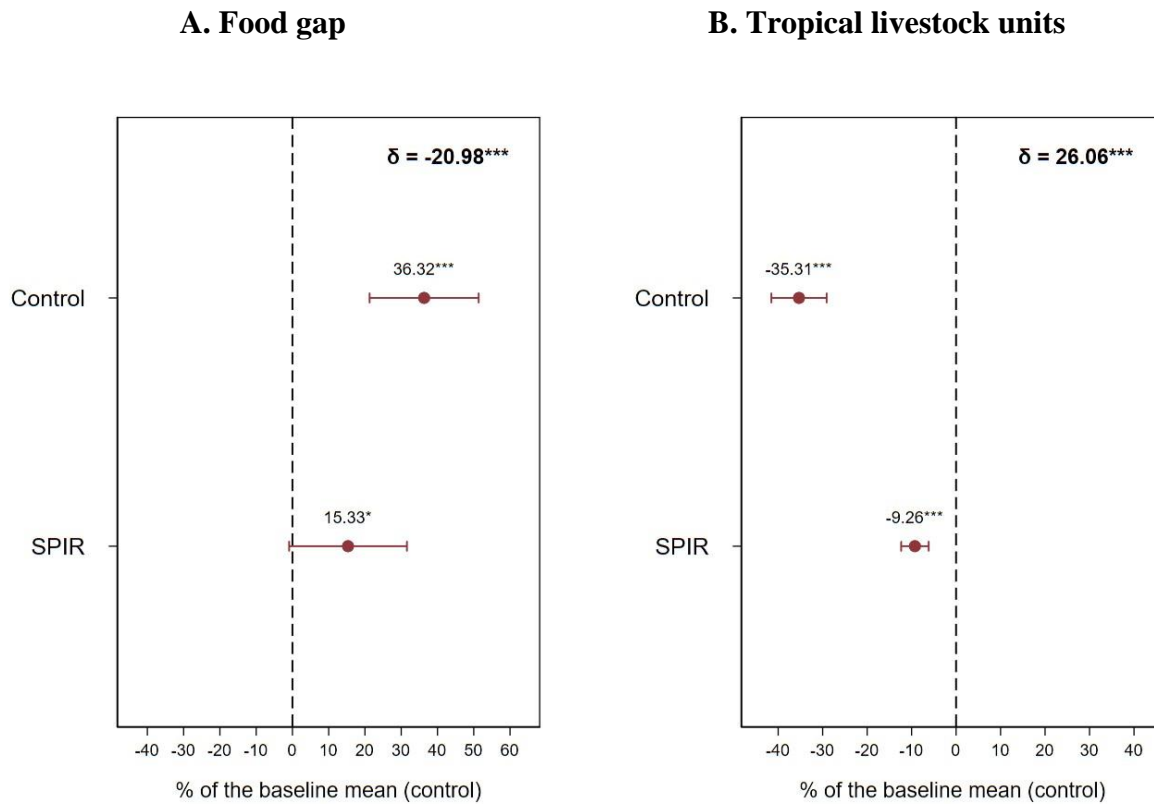 A. Food gap
δ = -20.98***
36.32***
Control
15.33*
SPIR
-40 -30 -20 -10 0 10 20 30 40 50 60
% of the baseline mean (control)
B. Tropical livestock units
δ = 26.06***
-35.31***
Control
-9.26***
SPIR
-40 -30 -20 -10 0 10 20 30 40
% of the baseline mean (control)